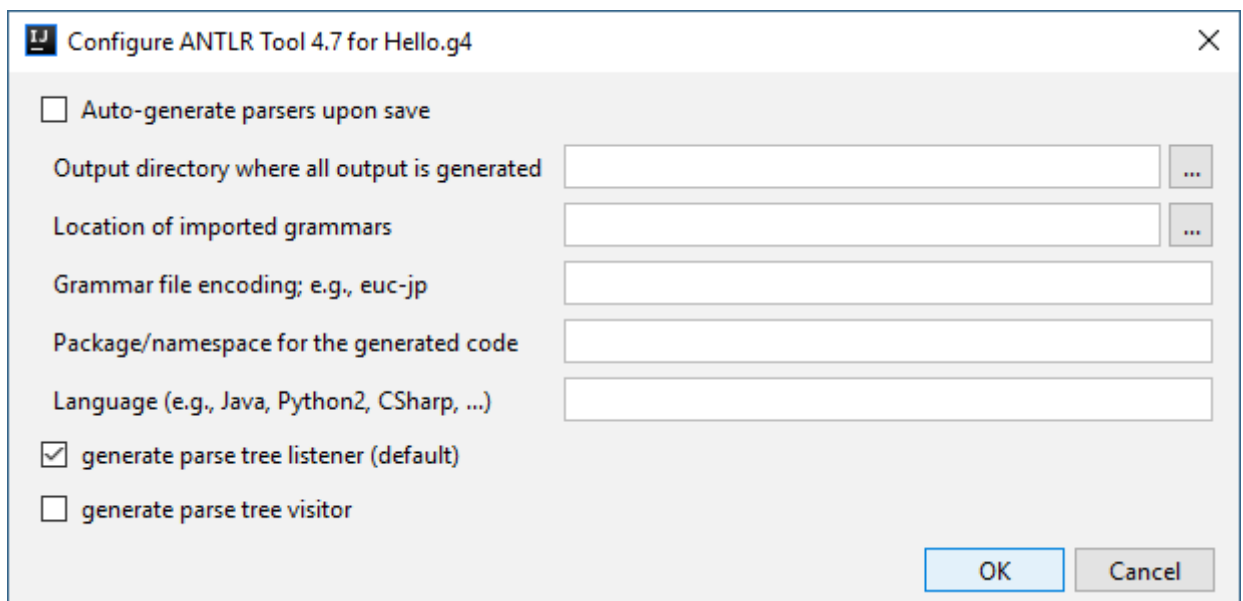 IJ Configure ANTLR Tool 4.7 for Hello.g4
Auto-generate parsers upon save
Output directory where all output is generated ...
Location of imported grammars ...
Grammar file encoding; e.g., euc-jp
Package/namespace for the generated code
Language (e.g., Java, Python2, CSharp, ...)
generate parse tree listener (default)
generate parse tree visitor
OK Cancel